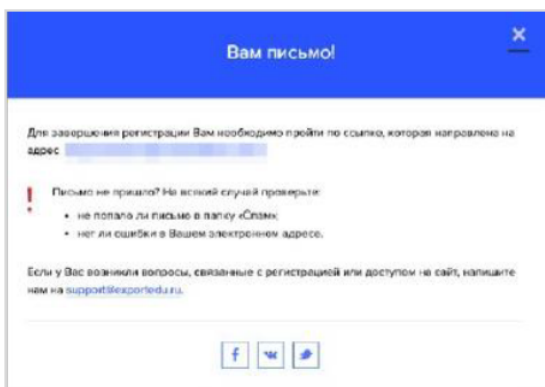 Вам письмо!
Для завершения регистрации Вам необходимо пройти по ссылке, которая направлена на
адрес
Письмо не пришло? На всякий случай проверьте:
• не попало ли письмо в папку «Спам»;
• нет ли ошибки в Вашем электронном адресе.
Если у Вас возникли вопросы, связанные с регистрацией или доступом на сайт, напишите
нам на support@exportedu.ru.